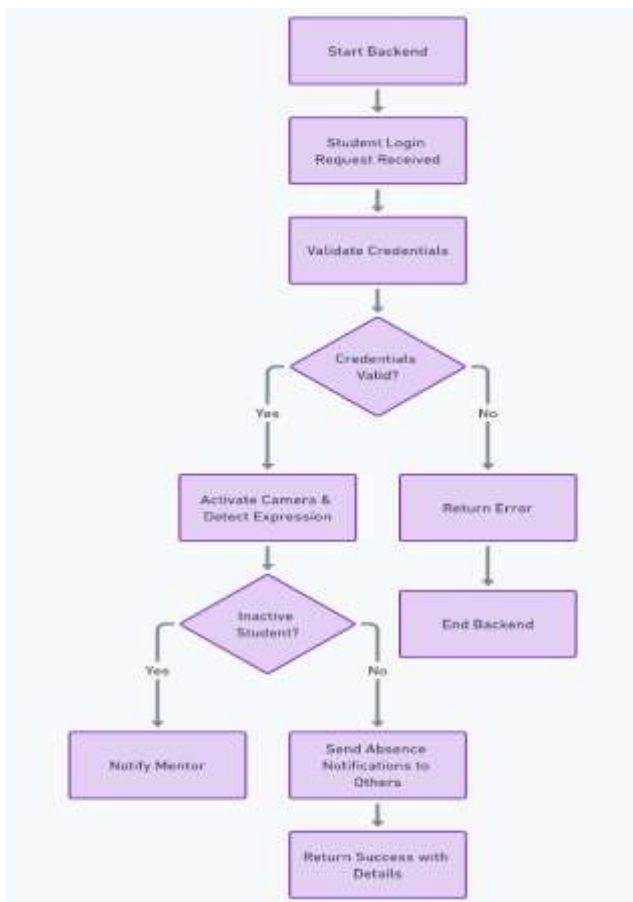 Start Backend
Student Login
Request Received
Validate Credentials
Credentials
Valid?
Yes
No
Activate Camera &
Detect Expression
Return Error
Inactive
Student?
End Backend
Yes
No
Notify Mentor
Send Absence
Notifications to
Others
Return Success with
Details